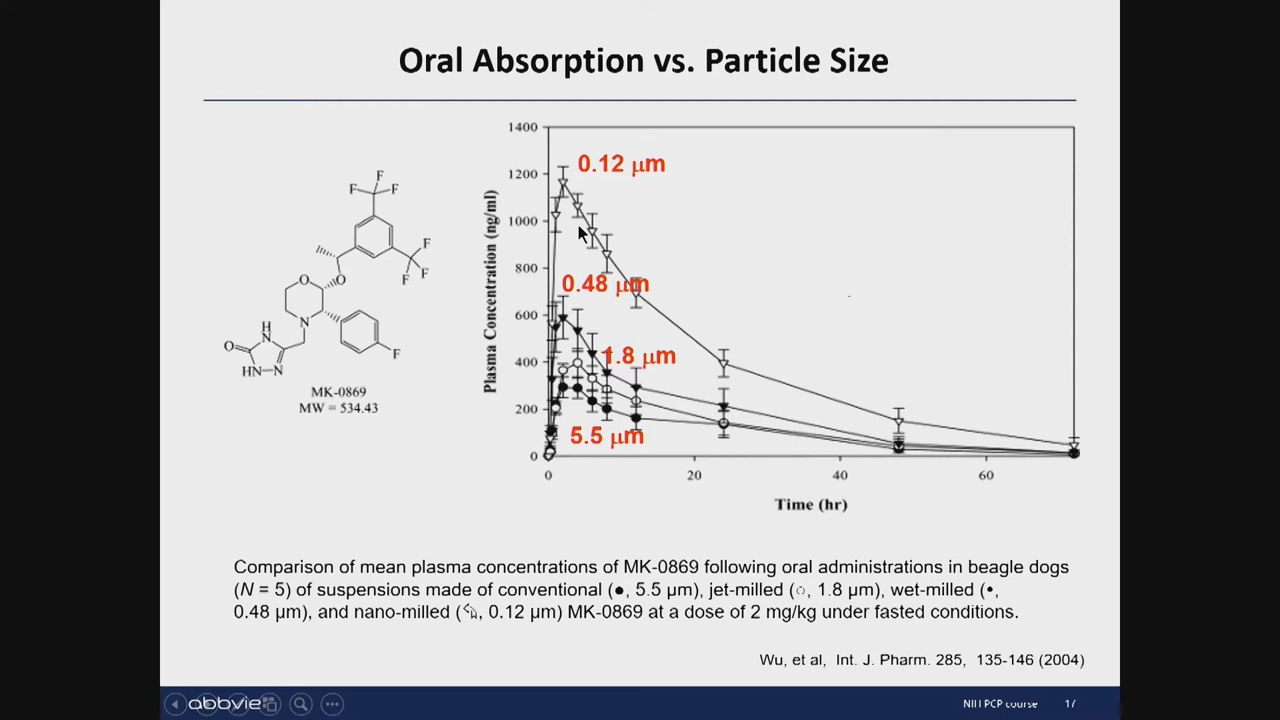 Oral Absorption vs. Particle Size
F
F
F
F
F
F
O
O
N
H
N
O
HN
N
F
MK-0869
MW = 534.43
Plasma Concentration (ng/ml)
1400
1200
1000
800
600
400
200
0
0.12 μm
0.48 μm
1.8 μm
5.5 μm
0
20
40
60
Time (hr)
Comparison of mean plasma concentrations of MK-0869 following oral administrations in beagle dogs
(N = 5) of suspensions made of conventional (●, 5.5 μm), jet-milled (○, 1.8 μm), wet-milled (•,
0.48 μm), and nano-milled (, 0.12 μm) MK-0869 at a dose of 2 mg/kg under fasted conditions.
Wu, et al, Int. J. Pharm. 285, 135-146 (2004)
abbvie
NIH PCP course
17